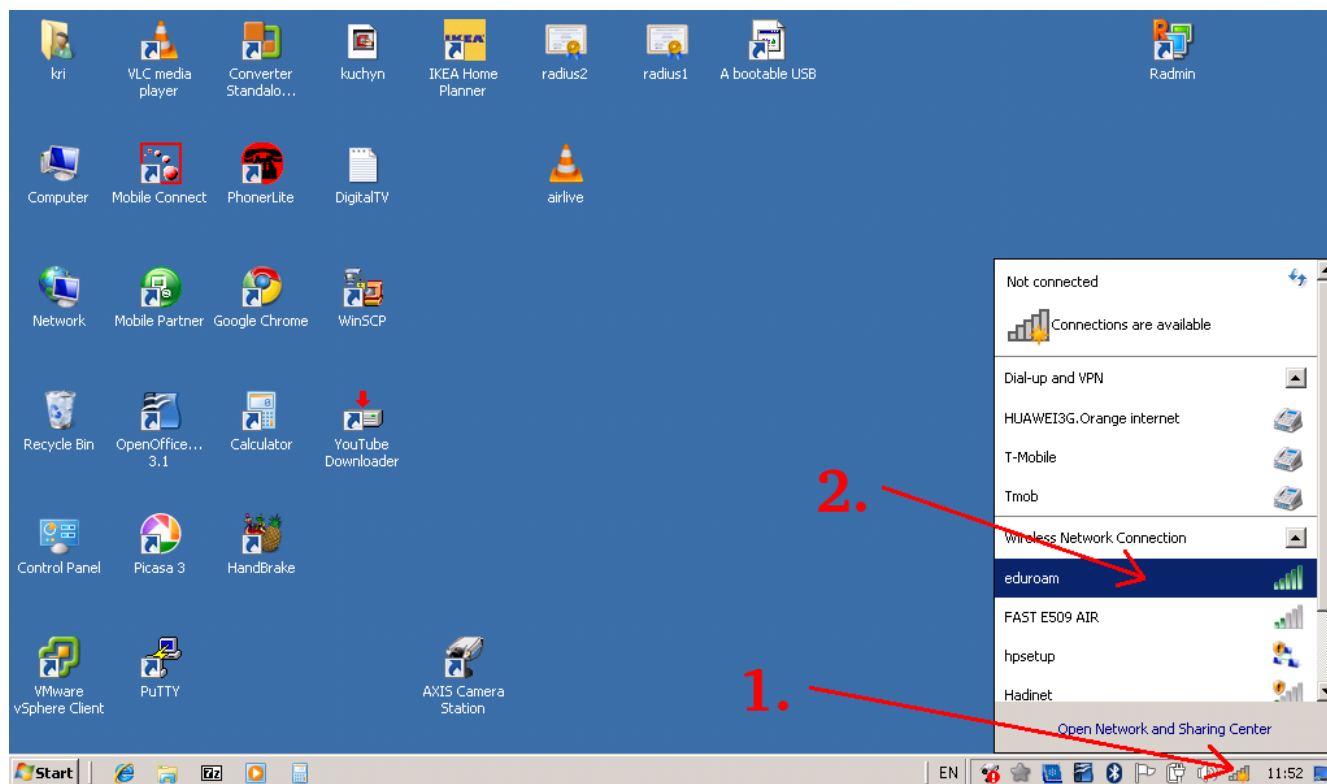 kri
VLC media
player
Converter
Standalo...
kuchyn
IKEA
IKEA Home
Planner
radius2
radius1
A bootable USB
Radmin
Computer
Mobile Connect
PhonerLite
DigitalTV
airlive
Network
Mobile Partner
Google Chrome
WinSCP
Recycle Bin
OpenOffice...
3.1
Calculator
YouTube
Downloader
Control Panel
Picasa 3
HandBrake
VMware
vSphere Client
PuTTY
AXIS Camera
Station
Not connected
Connections are available
Dial-up and VPN
HUAWEI3G.Orange internet
T-Mobile
Tmob
2.
Wireless Network Connection
eduroam
FAST E509 AIR
hpsetup
Hadinet
1.
Open Network and Sharing Center
Start
7z
EN
11:52